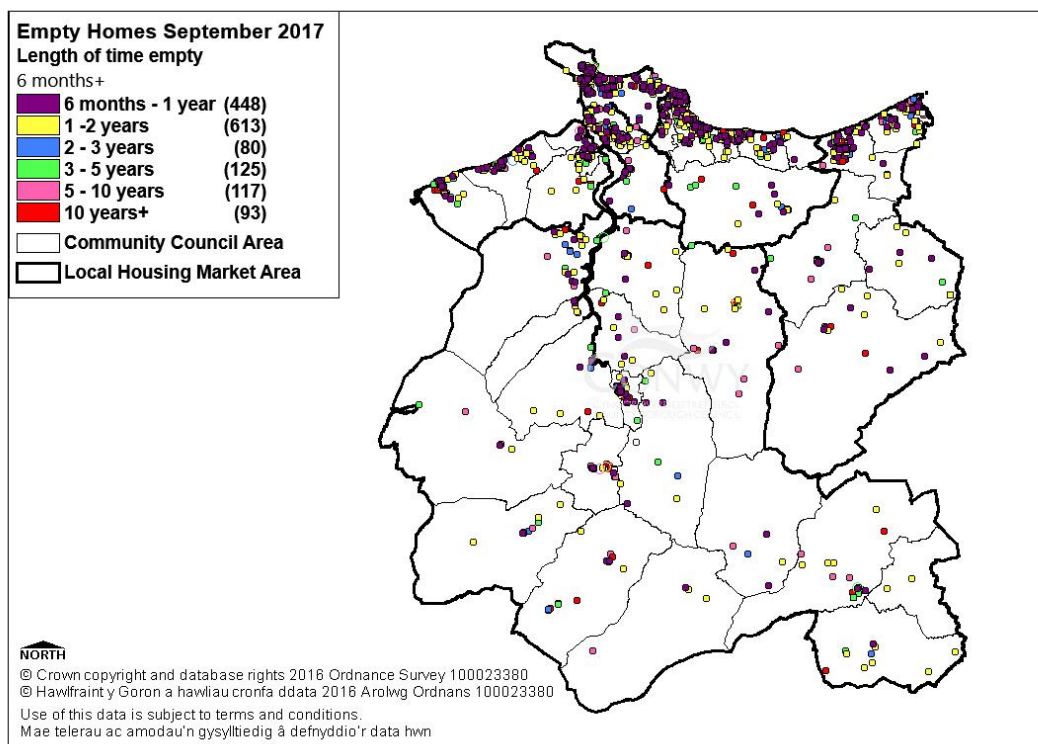 Empty Homes September 2017
Length of time empty
6 months+
6 months - 1 year (448)
1 -2 years (613)
2 - 3 years (80)
3 - 5 years (125)
5 - 10 years (117)
10 years+ (93)
Community Council Area
Local Housing Market Area
CONWY
NORTH
© Crown copyright and database rights 2016 Ordnance Survey 100023380
© Hawlfraint y Goron a hawliau cronfa ddata 2016 Arolwg Ordnans 100023380
Use of this data is subject to terms and conditions.
Mae telerau ac amodau'n gysylltiedig â defnyddio'r data hwn